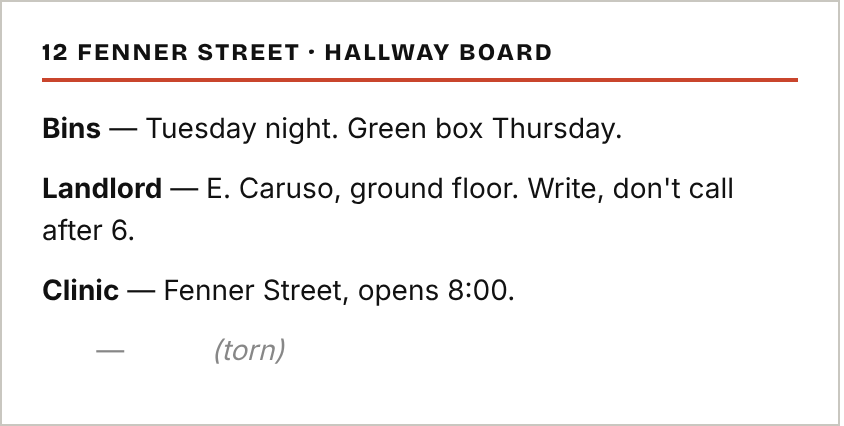 12 FENNER STREET · HALLWAY BOARD
Bins — Tuesday night. Green box Thursday.
Landlord — E. Caruso, ground floor. Write, don't call
after 6.
Clinic — Fenner Street, opens 8:00.
— (torn)